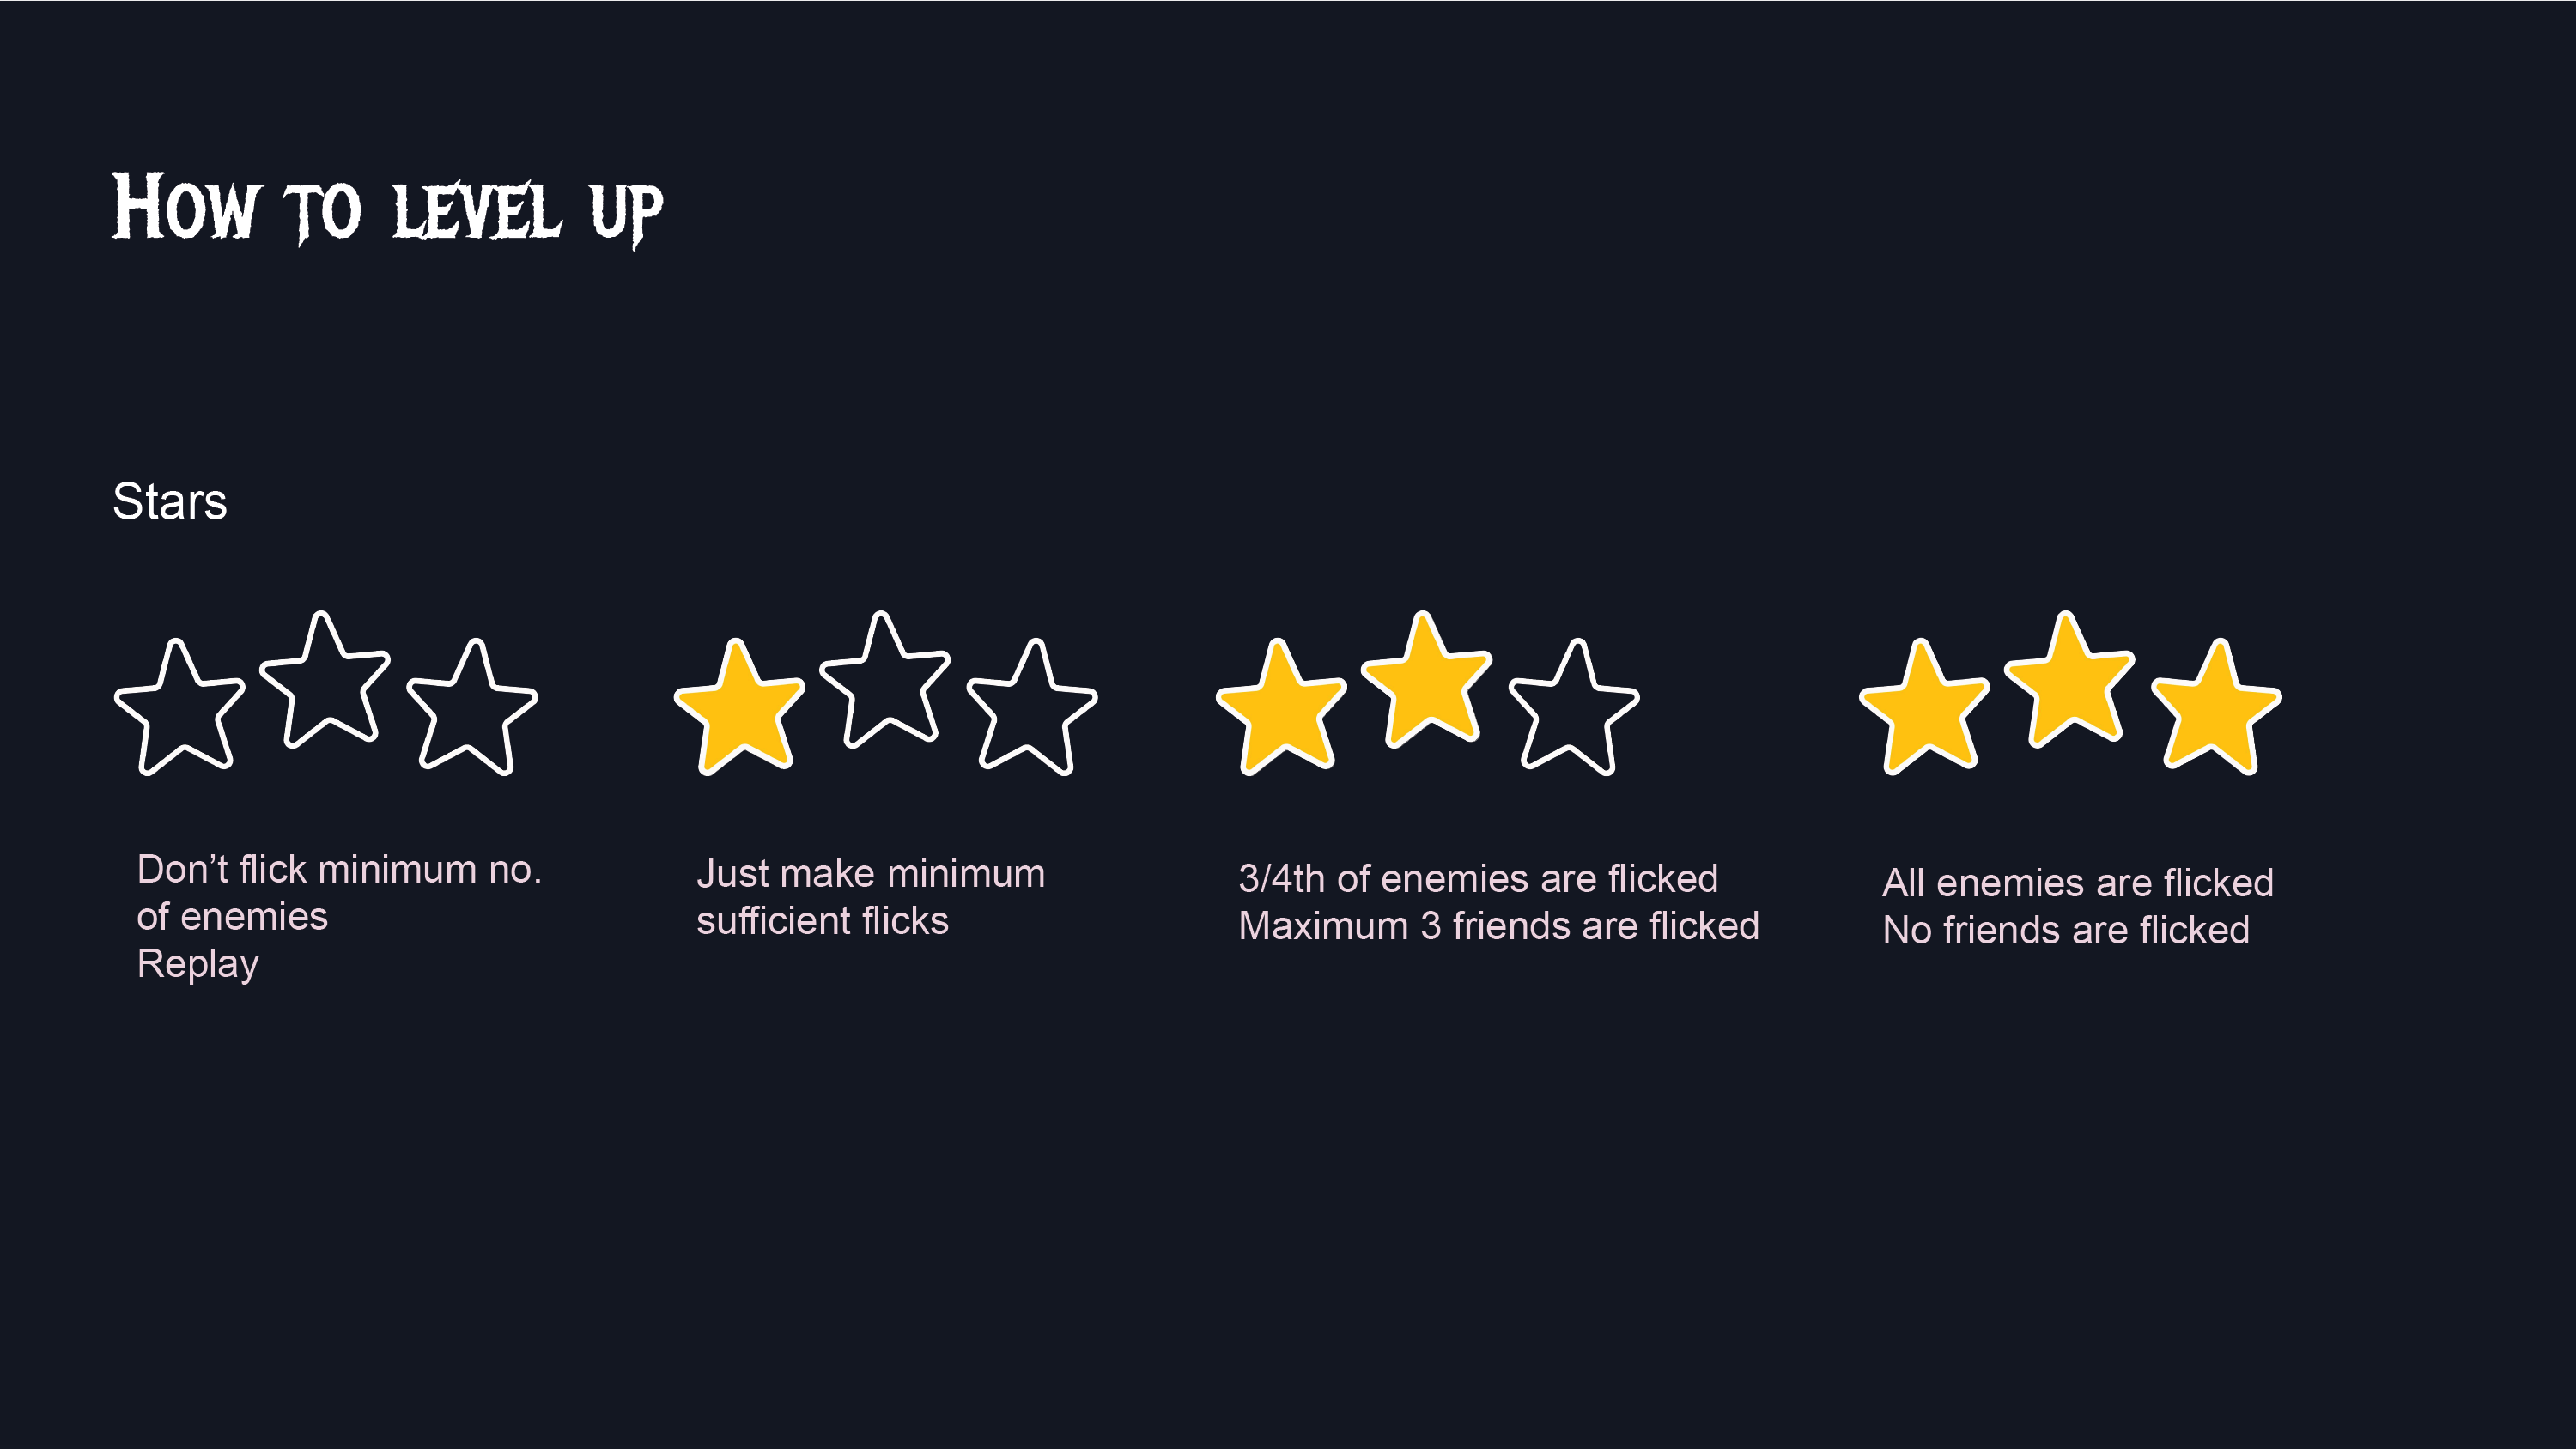 How to level up
Stars
Don’t flick minimum no.
of enemies
Replay
Just make minimum
sufficient flicks
3/4th of enemies are flicked
Maximum 3 friends are flicked
All enemies are flicked
No friends are flicked